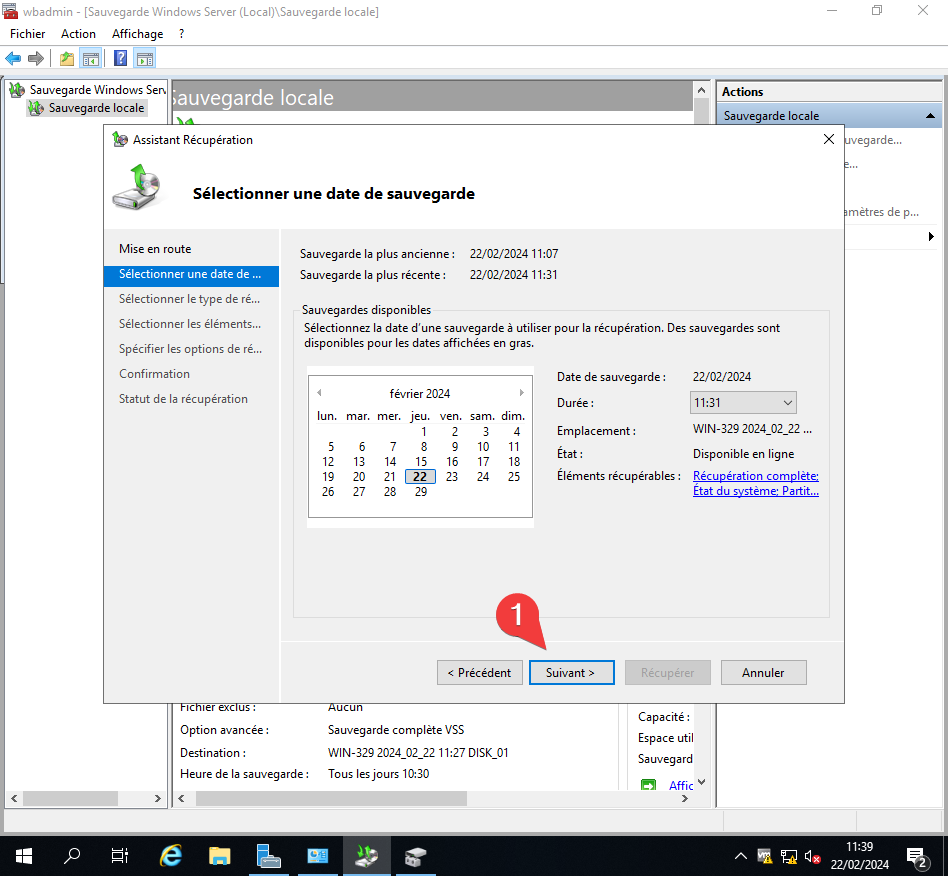 wbadmin - [Sauvegarde Windows Server (Local)\Sauvegarde locale]
Fichier Action Affichage ?
Sauvegarde Windows Serv
Sauvegarde locale
Sauvegarde locale
Actions
Sauvegarde locale
uvegarde...
e...
amètres de p...
Assistant Récupération
Sélectionner une date de sauvegarde
Mise en route
Sélectionner une date de ...
Sélectionner le type de ré...
Sélectionner les éléments...
Spécifier les options de ré...
Confirmation
Statut de la récupération
Sauvegarde la plus ancienne : 22/02/2024 11:07
Sauvegarde la plus récente : 22/02/2024 11:31
Sauvegardes disponibles
Sélectionnez la date d'une sauvegarde à utiliser pour la récupération. Des sauvegardes sont
disponibles pour les dates affichées en gras.
février 2024
lun. mar. mer. jeu. ven. sam. dim.
1 2 3 4
5 6 7 8 9 10 11
12 13 14 15 16 17 18
19 20 21 22 23 24 25
26 27 28 29
Date de sauvegarde : 22/02/2024
Durée : 11:31
Emplacement : WIN-329 2024_02_22 ...
État : Disponible en ligne
Éléments récupérables : Récupération complète;
État du système; Partit...
1
< Précédent Suivant > Récupérer Annuler
Fichier exclus : Aucun
Option avancée : Sauvegarde complète VSS
Destination : WIN-329 2024_02_22 11:27 DISK_01
Heure de la sauvegarde : Tous les jours 10:30
Capacité :
Espace util
Sauvegard
Affic
11:39
22/02/2024
2